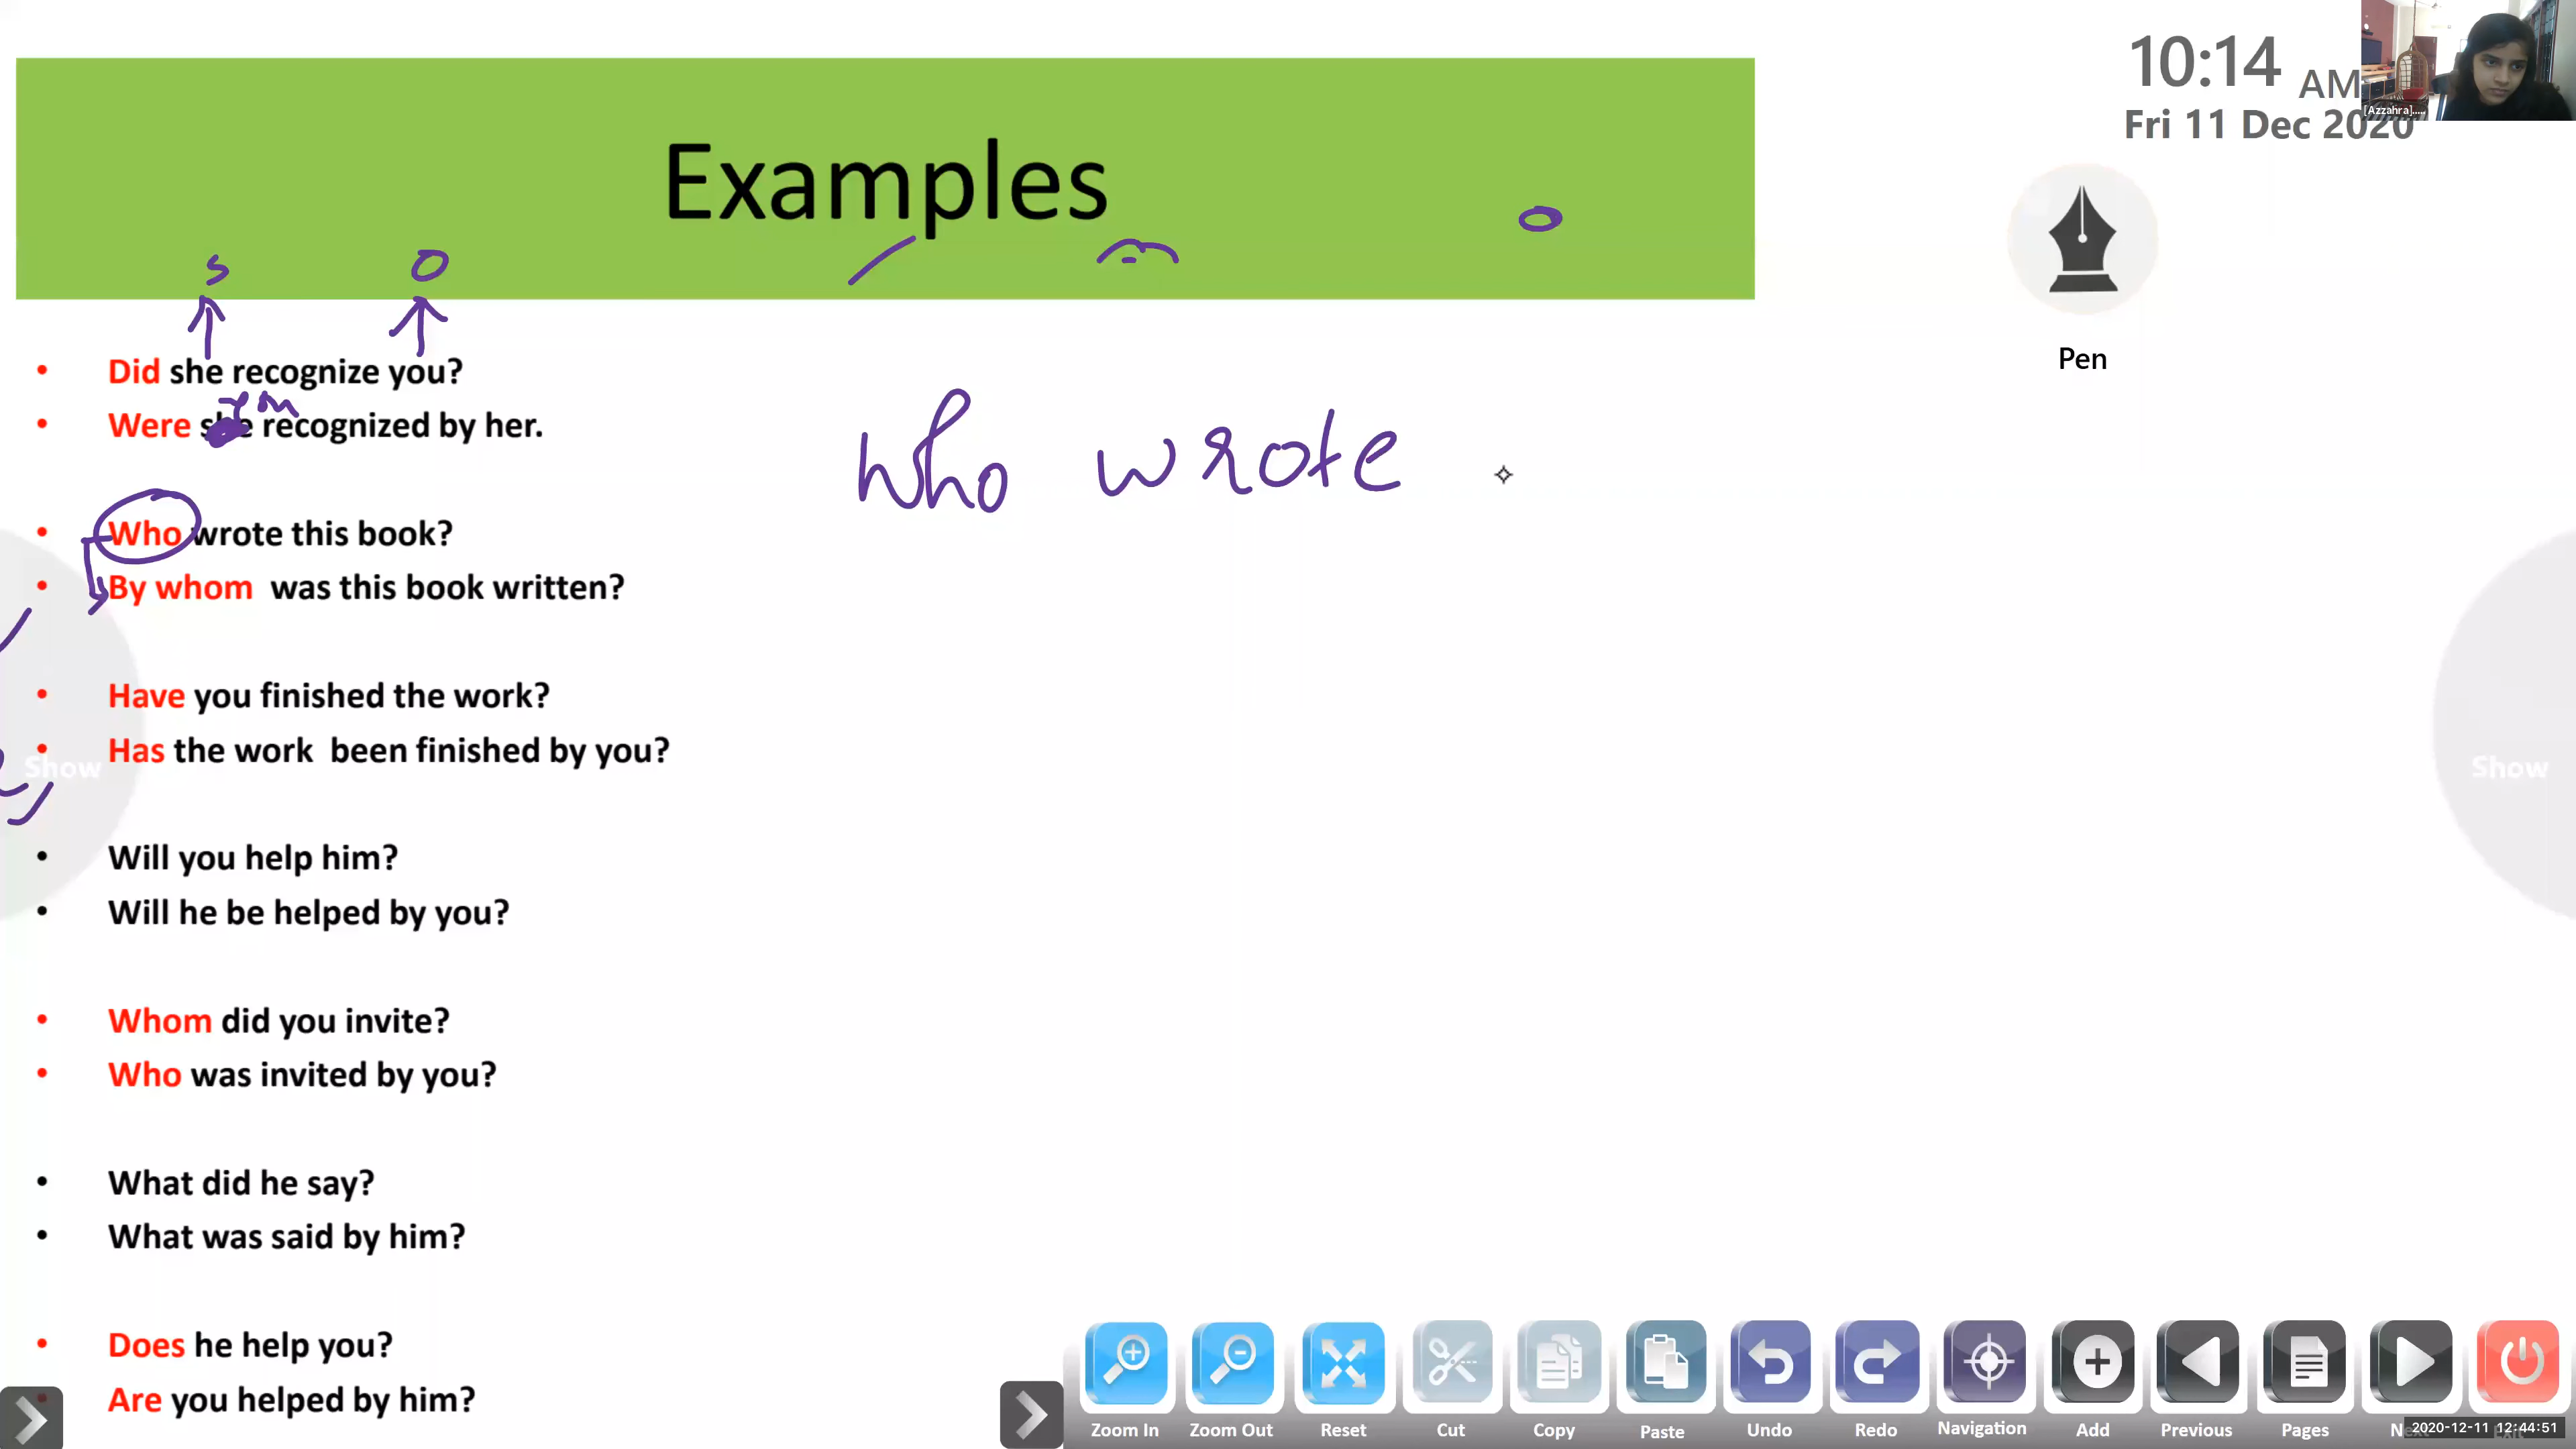 10:14 AM
[Azzahra].....
Fri 11 Dec 2020
Examples
s o
o
Pen
Did she recognize you?
you
Were she recognized by her.
who wrote
Who wrote this book?
By whom was this book written?
Have you finished the work?
Has the work been finished by you?
Show
Show
Will you help him?
Will he be helped by you?
Whom did you invite?
Who was invited by you?
What did he say?
What was said by him?
Does he help you?
Are you helped by him?
Zoom In Zoom Out Reset Cut Copy Paste Undo Redo Navigation Add Previous Pages
2020-12-11 12:44:51